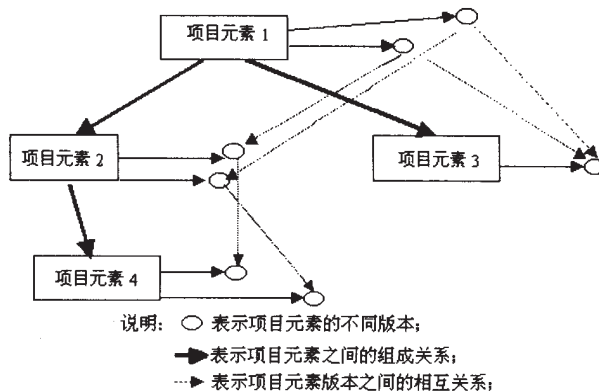 项目元素 1
项目元素 2
项目元素 3
项目元素 4
说明: 表示项目元素的不同版本;
表示项目元素之间的组成关系;
表示项目元素版本之间的相互关系;